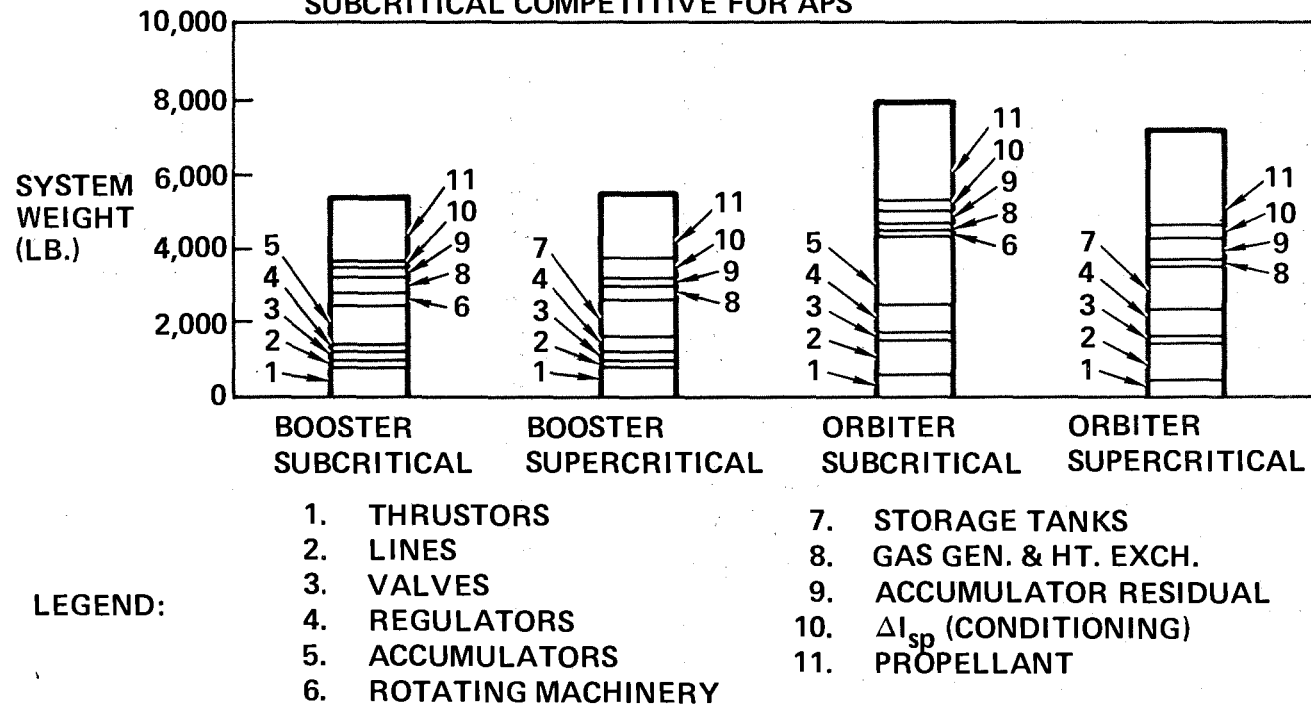 SUBCRITICAL COMPETITIVE FOR APS
10,000
8,000
6,000
4,000
2,000
0
SYSTEM
WEIGHT
(LB.)
5
4
3
2
1
11
10
9
8
6
7
4
3
2
1
11
10
9
8
5
4
3
2
1
11
10
9
8
6
7
4
3
2
1
11
10
9
8
BOOSTER
SUBCRITICAL
BOOSTER
SUPERCRITICAL
ORBITER
SUBCRITICAL
ORBITER
SUPERCRITICAL
LEGEND:
1. THRUSTORS
2. LINES
3. VALVES
4. REGULATORS
5. ACCUMULATORS
6. ROTATING MACHINERY
7. STORAGE TANKS
8. GAS GEN. & HT. EXCH.
9. ACCUMULATOR RESIDUAL
10. ΔIsp (CONDITIONING)
11. PROPELLANT